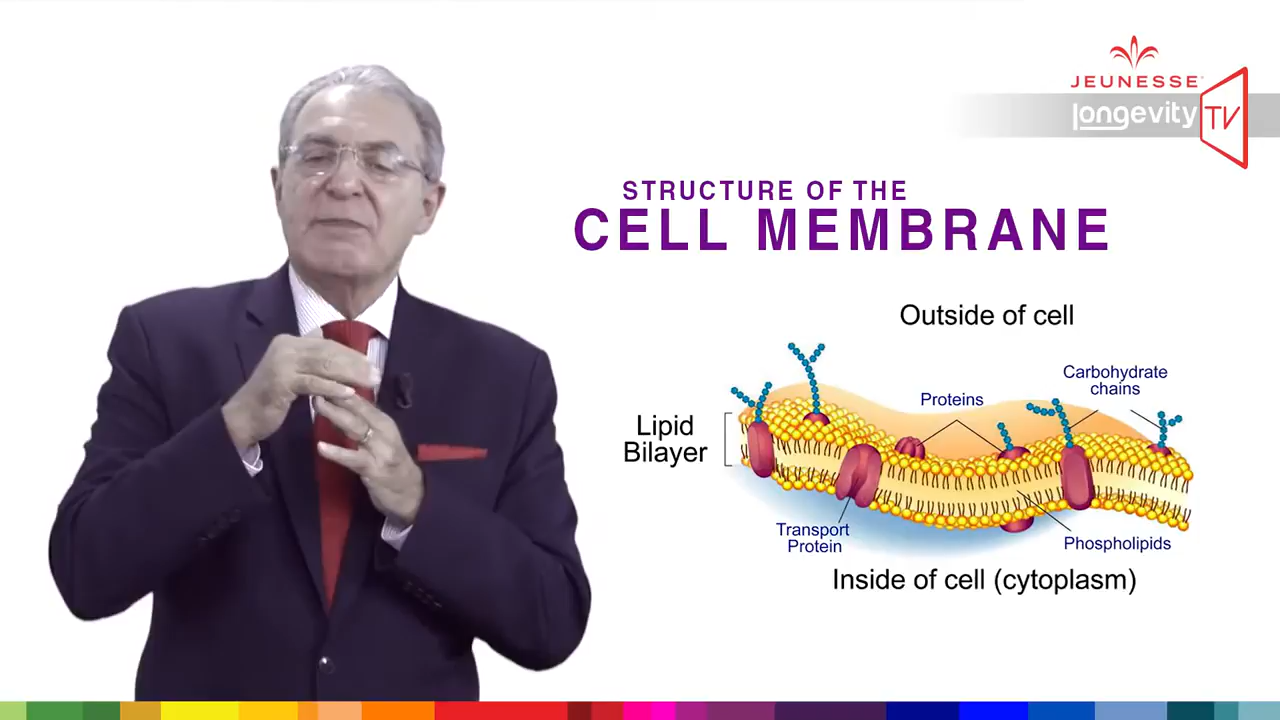 JEUNESSE
longevity TV
STRUCTURE OF THE
CELL MEMBRANE
Outside of cell
Carbohydrate
chains
Proteins
Lipid
Bilayer
Transport
Protein
Phospholipids
Inside of cell (cytoplasm)